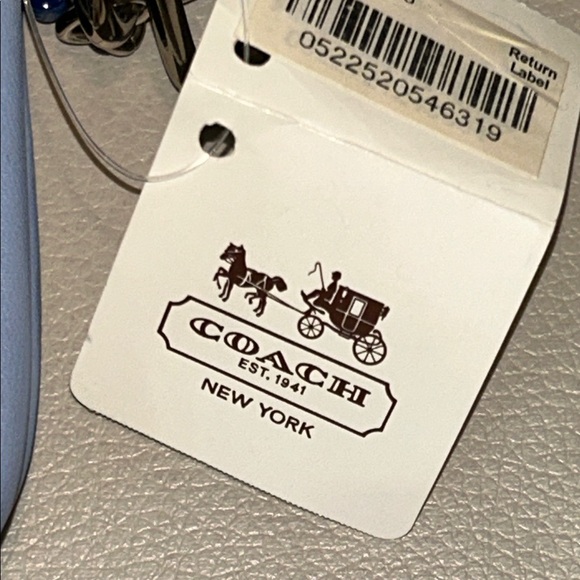 Return
Label
0522520546319
COACH
EST. 1941
NEW YORK